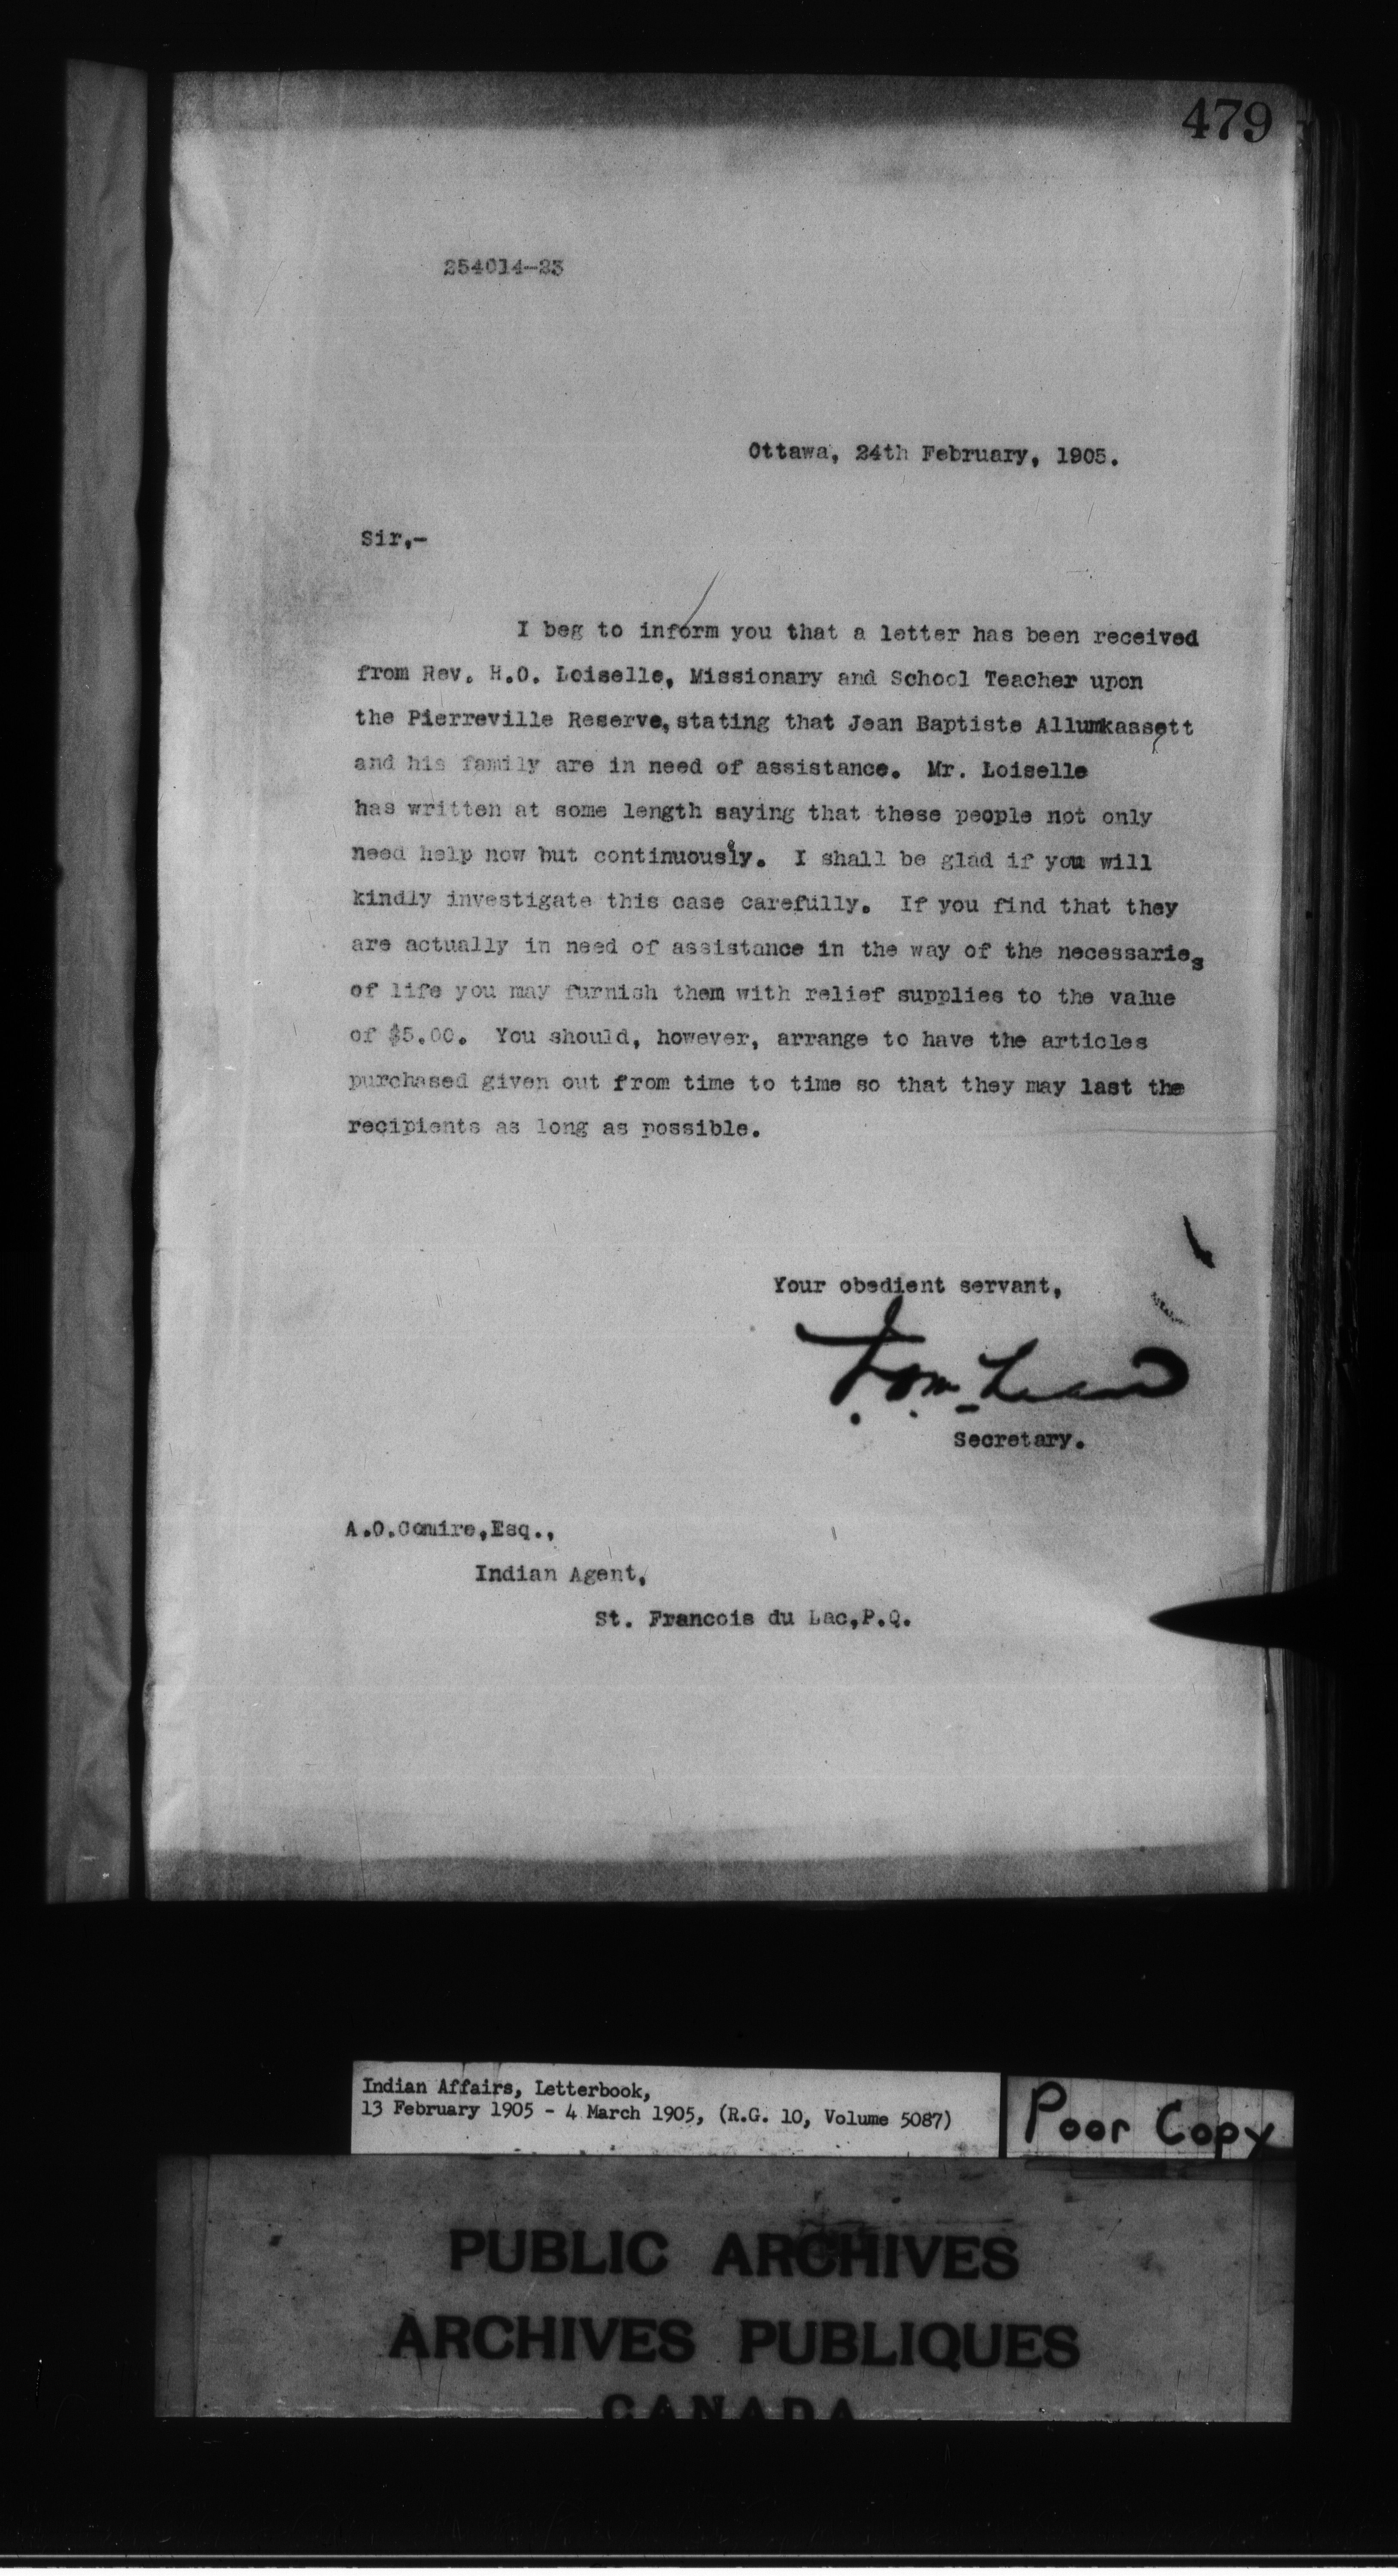 479
254014-23
Ottawa, 24th February, 1905.
Sir,-
I beg to inform you that a letter has been received
from Rev. H.O. Loiselle, Missionary and School Teacher upon
the Pierreville Reserve, stating that Jean Baptiste Allumkassett
and his family are in need of assistance. Mr. Loiselle
has written at some length saying that these people not only
need help now but continuously. I shall be glad if you will
kindly investigate this case carefully. If you find that they
are actually in need of assistance in the way of the necessaries
of life you may furnish them with relief supplies to the value
of $5.00. You should, however, arrange to have the articles
purchased given out from time to time so that they may last the
recipients as long as possible.
Your obedient servant,
Secretary.
A.O.Comire,Esq.,
Indian Agent,
St. Francois du Lac,P.Q.
Indian Affairs, Letterbook,
13 February 1905 - 4 March 1905, (R.G. 10, Volume 5087)
Poor Copy
PUBLIC ARCHIVES
ARCHIVES PUBLIQUES
CANADA